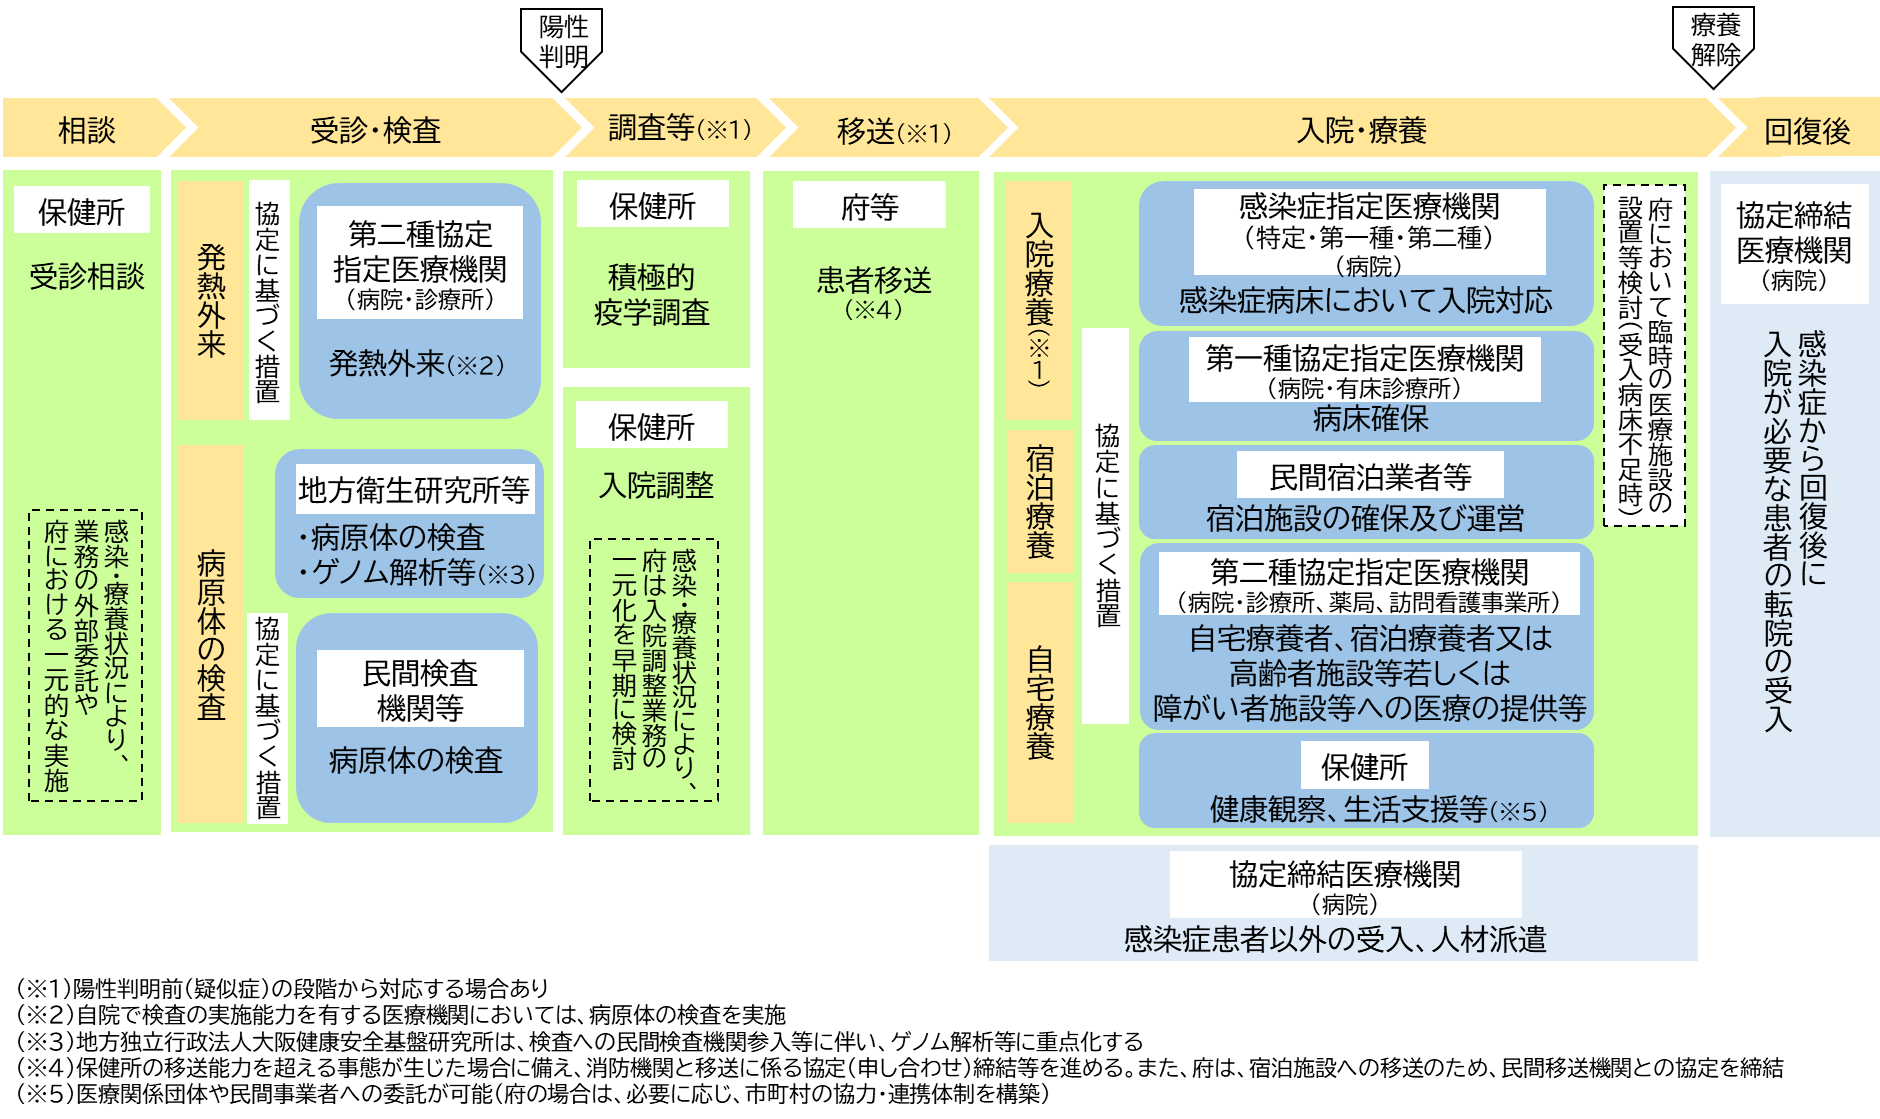 陽性
判明
療養
解除
相談
受診・検査
調査等(※1)
移送(※1)
入院・療養
回復後
保健所
受診相談
感染・療養状況により、
業務の外部委託や
府における一元的な実施
発熱外来
協定に基づく措置
第二種協定
指定医療機関
(病院・診療所)
発熱外来(※2)
病原体の検査
地方衛生研究所等
・病原体の検査
・ゲノム解析等(※3)
協定に基づく措置
民間検査
機関等
病原体の検査
保健所
積極的
疫学調査
保健所
入院調整
感染・療養状況により、
府は入院調整業務の
一元化を早期に検討
府等
患者移送
(※4)
入院療養(※1)
宿泊療養
自宅療養
協定に基づく措置
感染症指定医療機関
(特定・第一種・第二種)
(病院)
感染症病床において入院対応
第一種協定指定医療機関
(病院・有床診療所)
病床確保
民間宿泊業者等
宿泊施設の確保及び運営
第二種協定指定医療機関
(病院・診療所、薬局、訪問看護事業所)
自宅療養者、宿泊療養者又は
高齢者施設等若しくは
障がい者施設等への医療の提供等
保健所
健康観察、生活支援等(※5)
府において臨時の医療施設の
設置等検討(受入病床不足時)
協定締結
医療機関
(病院)
感染症から回復後に
入院が必要な患者の転院の受入
協定締結医療機関
(病院)
感染症患者以外の受入、人材派遣
(※1)陽性判明前(疑似症)の段階から対応する場合あり
(※2)自院で検査の実施能力を有する医療機関においては、病原体の検査を実施
(※3)地方独立行政法人大阪健康安全基盤研究所は、検査への民間検査機関参入等に伴い、ゲノム解析等に重点化する
(※4)保健所の移送能力を超える事態が生じた場合に備え、消防機関と移送に係る協定(申し合わせ)締結等を進める。また、府は、宿泊施設への移送のため、民間移送機関との協定を締結
(※5)医療関係団体や民間事業者への委託が可能(府の場合は、必要に応じ、市町村の協力・連携体制を構築)